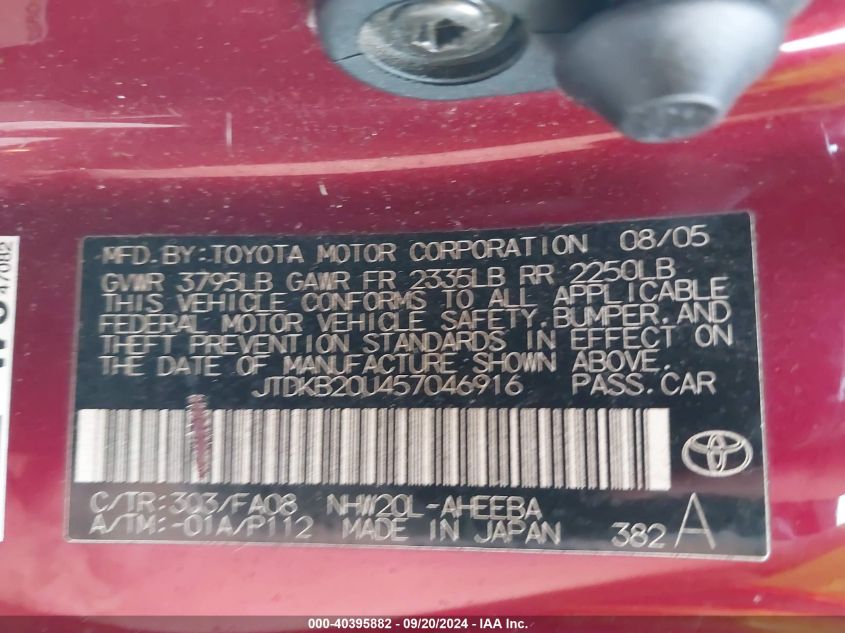 47082
MFD.BY:TOYOTA MOTOR CORPORATION 08/05
GVWR 3795LB GAWR FR 2335LB RR 2250LB
THIS VEHICLE CONFORMS TO ALL APPLICABLE
FEDERAL MOTOR VEHICLE SAFETY,BUMPER,AND
THEFT PREVENTION STANDARDS IN EFFECT ON
THE DATE OF MANUFACTURE SHOWN ABOVE.
JTDKB20U457046916 PASS.CAR
C/TR:303/FA08 NHW20L-AHEEBA
A/TM:-01A/P112 MADE IN JAPAN 382 A
000-40395882 - 09/20/2024 - IAA Inc.